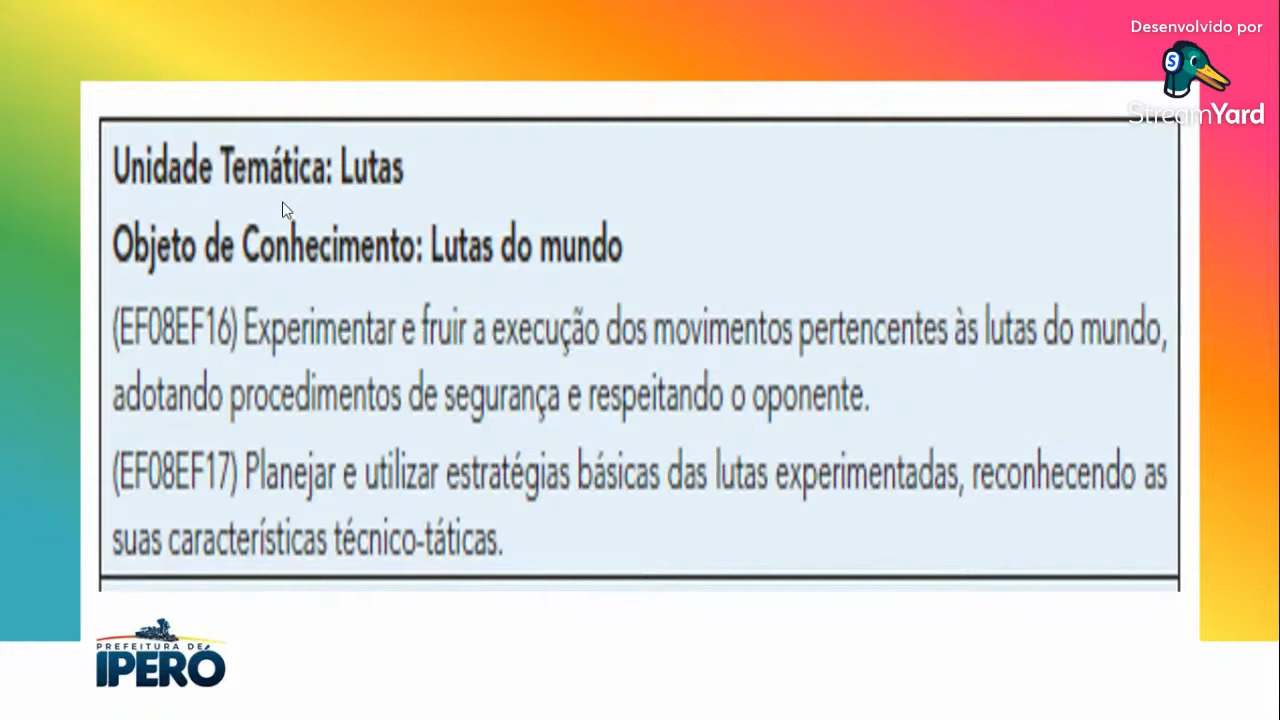 Desenvolvido por
StreamYard
Unidade Temática: Lutas
Objeto de Conhecimento: Lutas do mundo
(EF08EF16) Experimentar e fruir a execução dos movimentos pertencentes às lutas do mundo,
adotando procedimentos de segurança e respeitando o oponente.
(EF08EF17) Planejar e utilizar estratégias básicas das lutas experimentadas, reconhecendo as
suas características técnico-táticas.
PREFEITURA DE
IPERÓ